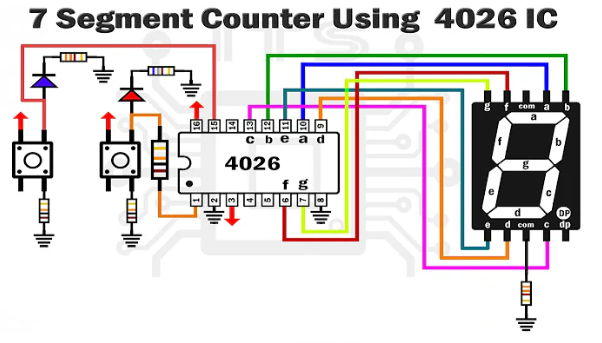 7 Segment Counter Using 4026 IC
g f com a b
16 15 14 13 12 11 10 9
c b e a d
4026
f g
1 2 3 4 5 6 7 8
a
f b
g
e c
d
DP
e d com c dp